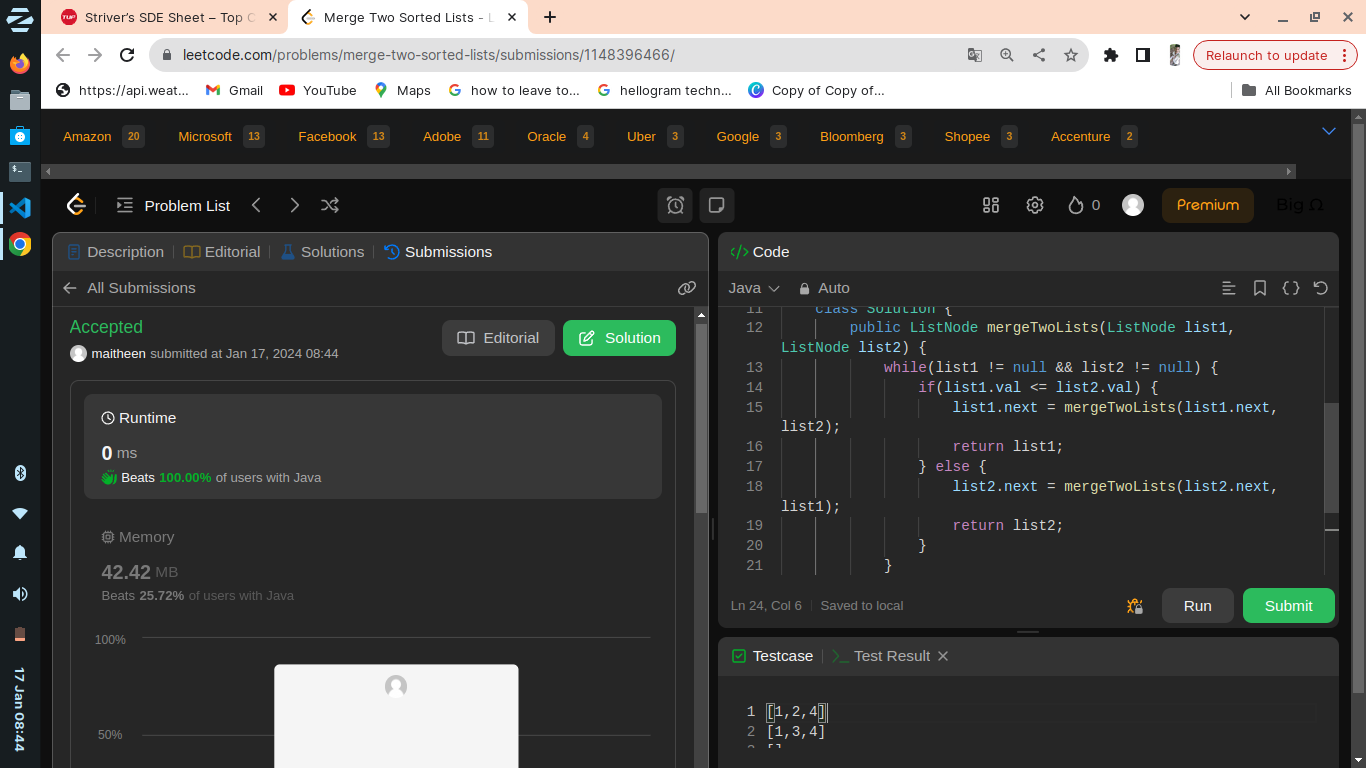 Striver's SDE Sheet – Top C
Merge Two Sorted Lists - L
leetcode.com/problems/merge-two-sorted-lists/submissions/1148396466/
Relaunch to update
https://api.weat...
Gmail
YouTube
Maps
how to leave to...
hellogram techn...
Copy of Copy of...
All Bookmarks
Amazon 20 Microsoft 13 Facebook 13 Adobe 11 Oracle 4 Uber 3 Google 3 Bloomberg 3 Shopee 3 Accenture 2
Problem List
0
Premium
Big Ω
Description | Editorial | Solutions | Submissions
All Submissions
Accepted
maitheen submitted at Jan 17, 2024 08:44
Editorial
Solution
Runtime
0 ms
Beats 100.00% of users with Java
Memory
42.42 MB
Beats 25.72% of users with Java
100%
50%
</> Code
Java
Auto
11 class Solution {
12 public ListNode mergeTwoLists(ListNode list1,
ListNode list2) {
13 while(list1 != null && list2 != null) {
14 if(list1.val <= list2.val) {
15 list1.next = mergeTwoLists(list1.next,
list2);
16 return list1;
17 } else {
18 list2.next = mergeTwoLists(list2.next,
list1);
19 return list2;
20 }
21 }
Ln 24, Col 6 | Saved to local
Run
Submit
Testcase | >_ Test Result
1 [1,2,4]
2 [1,3,4]
17 Jan 08:44